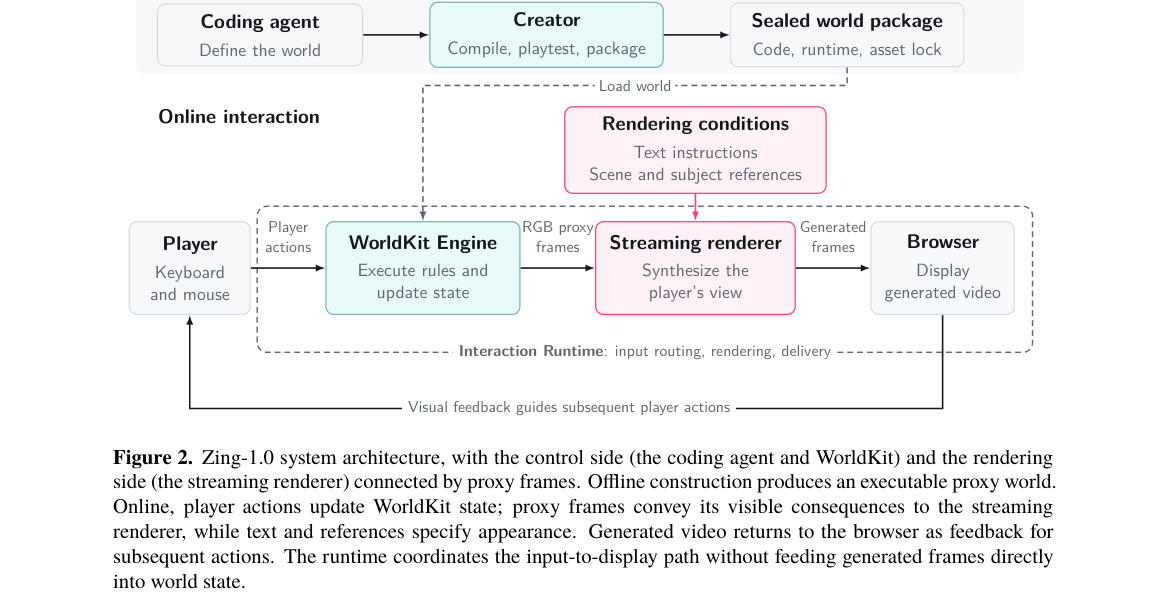 Coding agent
Define the world
Creator
Compile, playtest, package
Sealed world package
Code, runtime, asset lock
Load world
Online interaction
Rendering conditions
Text instructions
Scene and subject references
Player
Keyboard
and mouse
Player
actions
WorldKit Engine
Execute rules and
update state
RGB proxy
frames
Streaming renderer
Synthesize the
player's view
Generated
frames
Browser
Display
generated video
Interaction Runtime: input routing, rendering, delivery
Visual feedback guides subsequent player actions
Figure 2. Zing-1.0 system architecture, with the control side (the coding agent and WorldKit) and the rendering
side (the streaming renderer) connected by proxy frames. Offline construction produces an executable proxy world.
Online, player actions update WorldKit state; proxy frames convey its visible consequences to the streaming
renderer, while text and references specify appearance. Generated video returns to the browser as feedback for
subsequent actions. The runtime coordinates the input-to-display path without feeding generated frames directly
into world state.